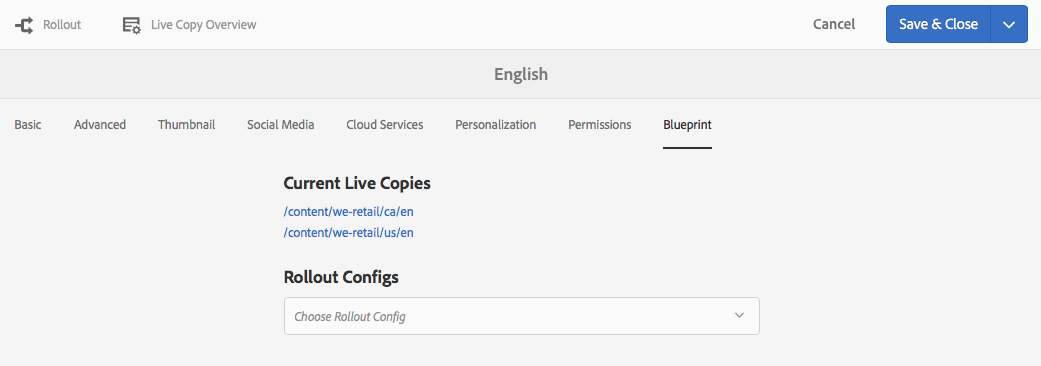 Rollout Live Copy Overview Cancel Save & Close
English
Basic Advanced Thumbnail Social Media Cloud Services Personalization Permissions Blueprint
Current Live Copies
/content/we-retail/ca/en
/content/we-retail/us/en
Rollout Configs
Choose Rollout Config